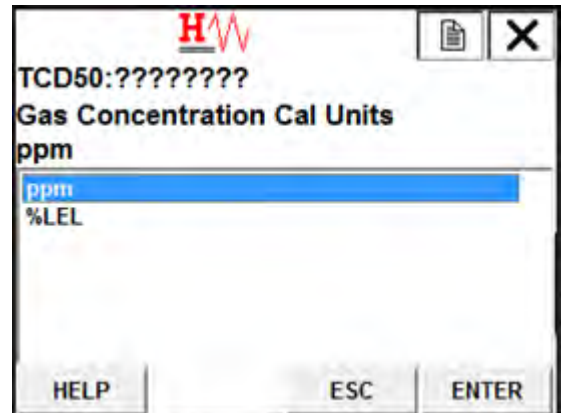 H
TCD50:????????
Gas Concentration Cal Units
ppm
ppm
%LEL
HELP ESC ENTER